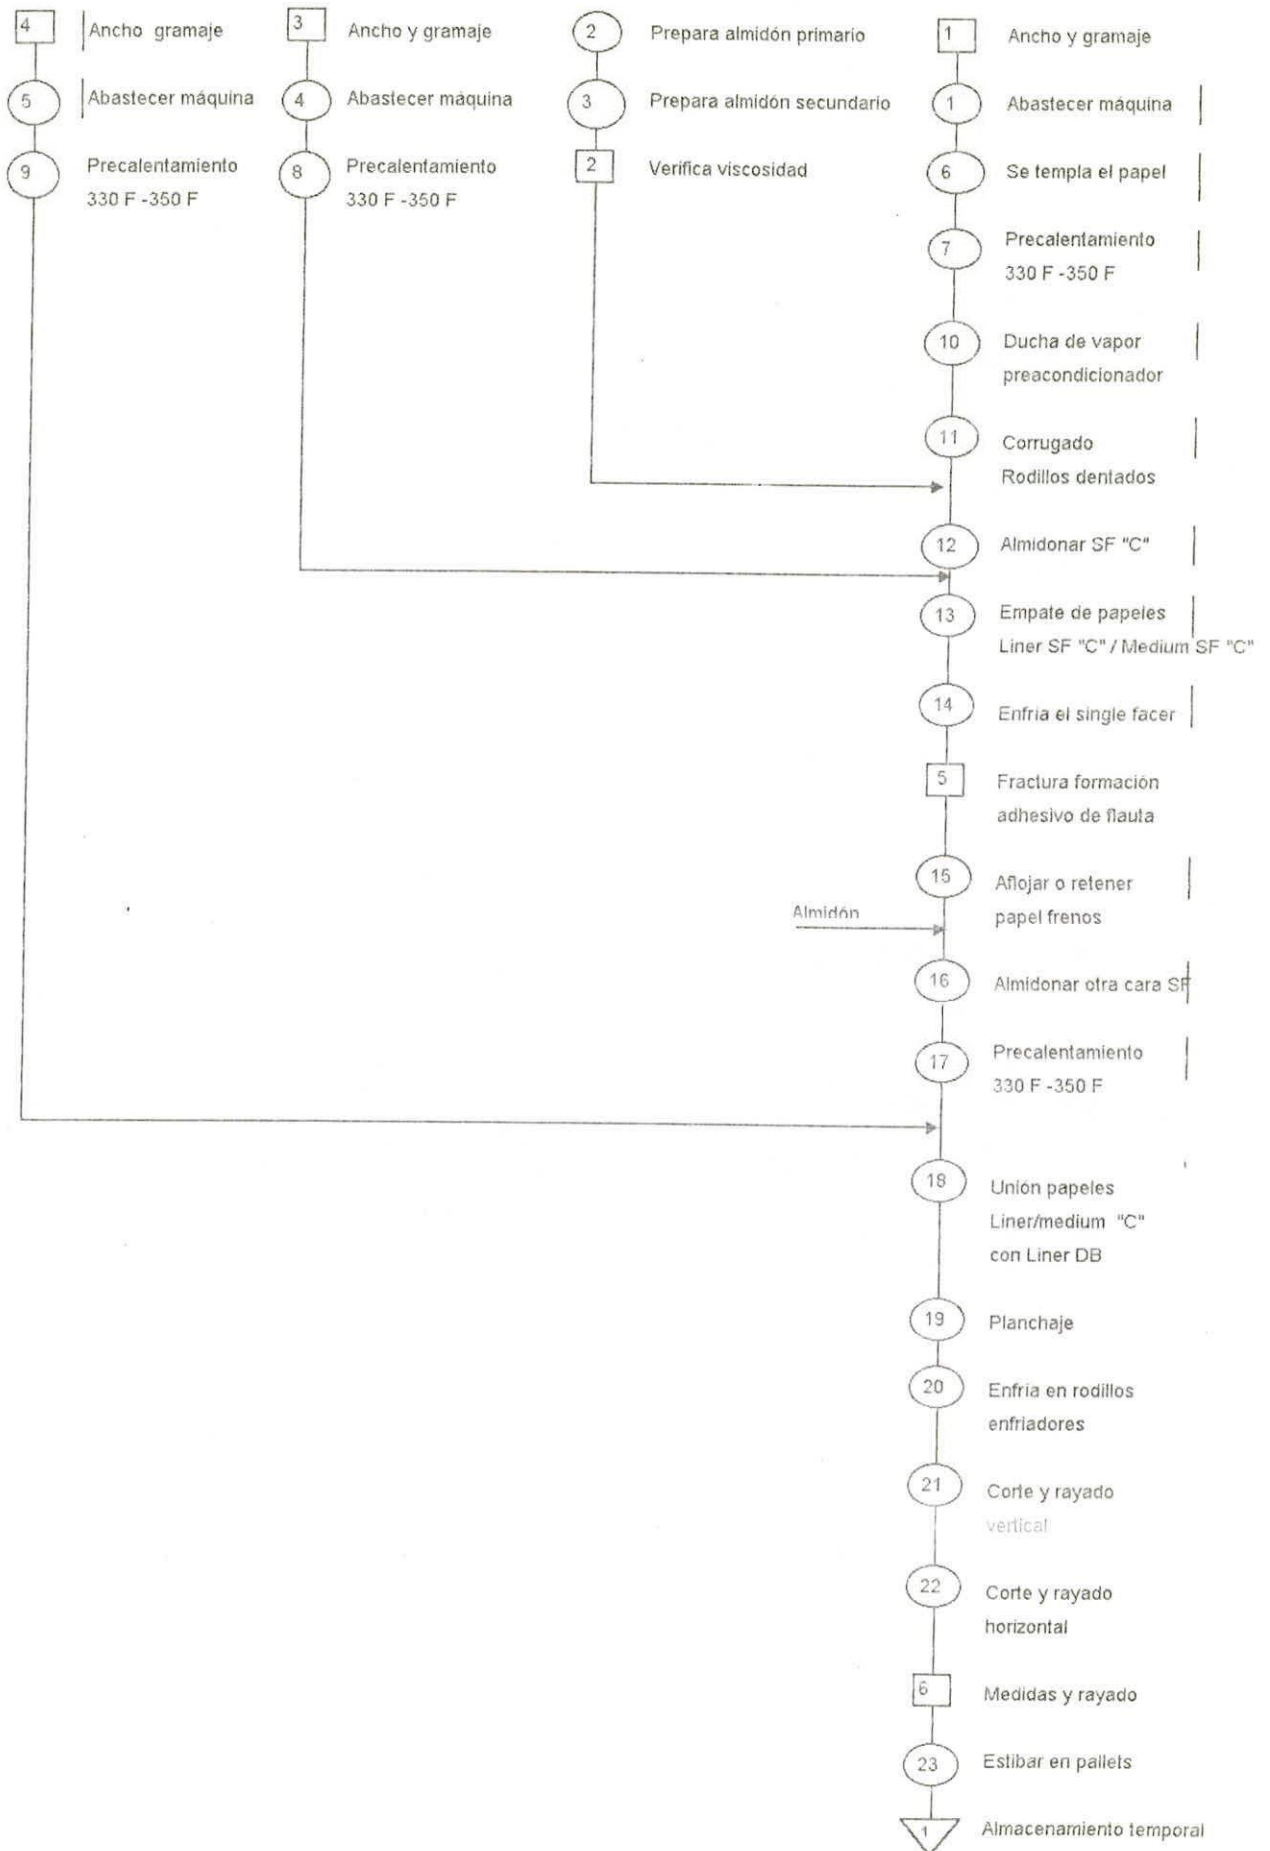 4 Ancho gramaje
5 Abastecer máquina
9 Precalentamiento
330 F -350 F
3 Ancho y gramaje
4 Abastecer máquina
8 Precalentamiento
330 F -350 F
2 Prepara almidón primario
3 Prepara almidón secundario
2 Verifica viscosidad
1 Ancho y gramaje
1 Abastecer máquina
6 Se templa el papel
7 Precalentamiento
330 F -350 F
10 Ducha de vapor
preacondicionador
11 Corrugado
Rodillos dentados
12 Almidonar SF "C"
13 Empate de papeles
Liner SF "C" / Medium SF "C"
14 Enfría el single facer
5 Fractura formación
adhesivo de flauta
15 Aflojar o retener
papel frenos
Almidón
16 Almidonar otra cara SF
17 Precalentamiento
330 F -350 F
18 Unión papeles
Liner/medium "C"
con Liner DB
19 Planchaje
20 Enfría en rodillos
enfriadores
21 Corte y rayado
vertical
22 Corte y rayado
horizontal
6 Medidas y rayado
23 Estibar en pallets
1 Almacenamiento temporal